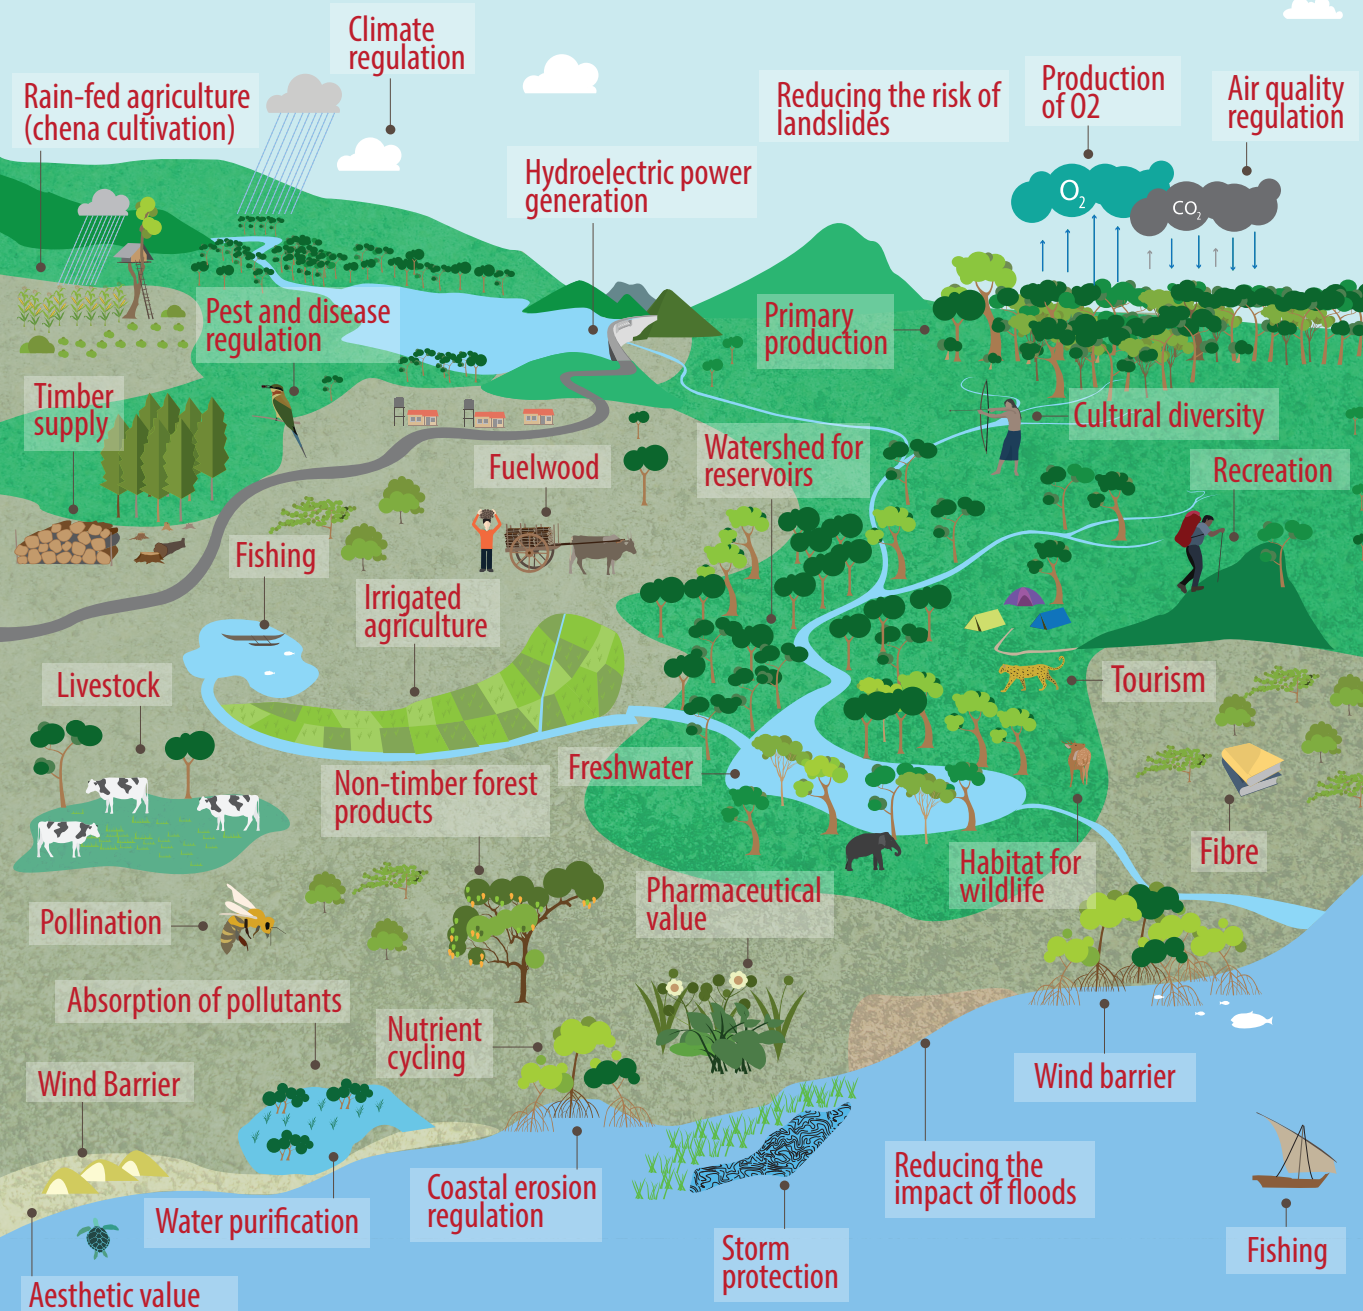 Climate
regulation
Rain-fed agriculture
(chena cultivation)
Reducing the risk of
landslides
Production
of O2
Air quality
regulation
Hydroelectric power
generation
O2
CO2
Pest and disease
regulation
Primary
production
Timber
supply
Cultural diversity
Watershed for
reservoirs
Fuelwood
Recreation
Fishing
Irrigated
agriculture
Livestock
Tourism
Non-timber forest
products
Freshwater
Fibre
Habitat for
wildlife
Pharmaceutical
value
Pollination
Absorption of pollutants
Nutrient
cycling
Wind Barrier
Wind barrier
Reducing the
impact of floods
Coastal erosion
regulation
Water purification
Storm
protection
Fishing
Aesthetic value